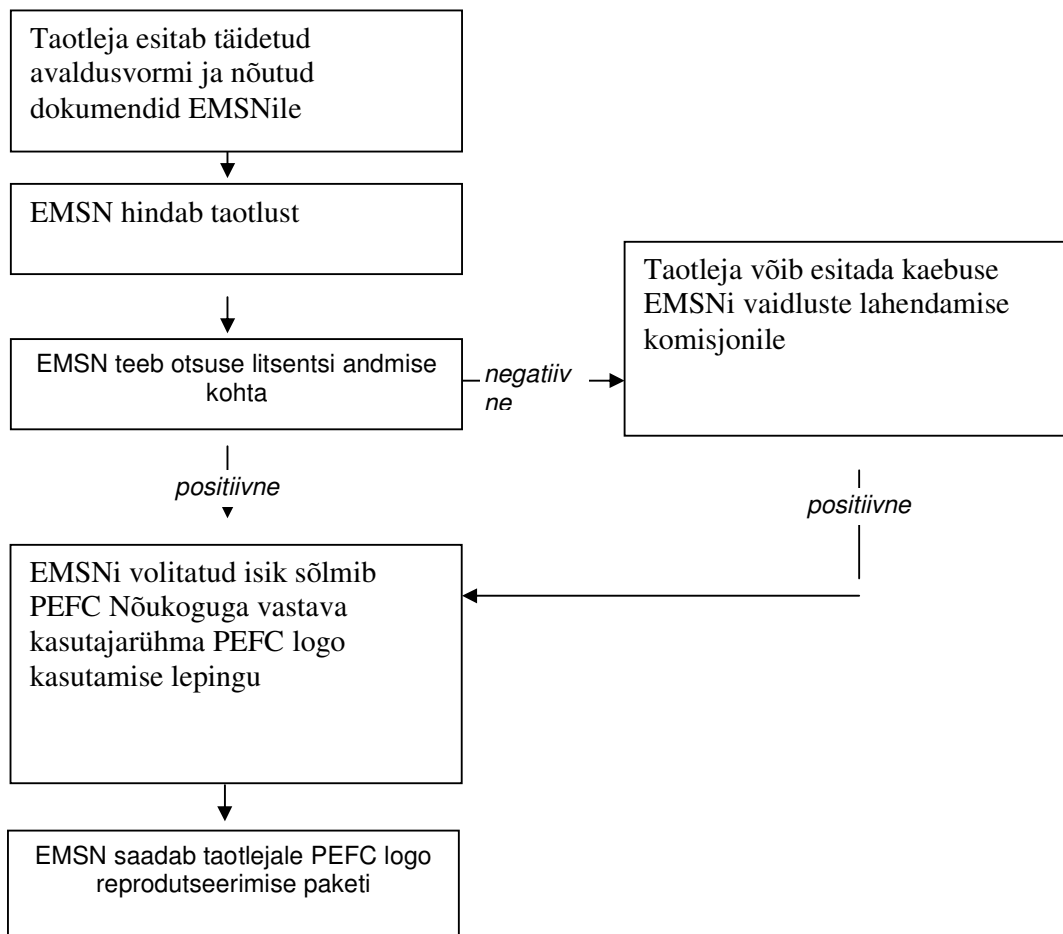 Taotleja esitab täidetud
avaldusvormi ja nõutud
dokumendid EMSNile
EMSN hindab taotlust
Taotleja võib esitada kaebuse
EMSNi vaidluste lahendamise
komisjonile
EMSN teeb otsuse litsentsi andmise
kohta
negatiiv
ne
positiivne
positiivne
EMSNi volitatud isik sõlmib
PEFC Nõukoguga vastava
kasutajarühma PEFC logo
kasutamise lepingu
EMSN saadab taotlejale PEFC logo
reprodutseerimise paketi